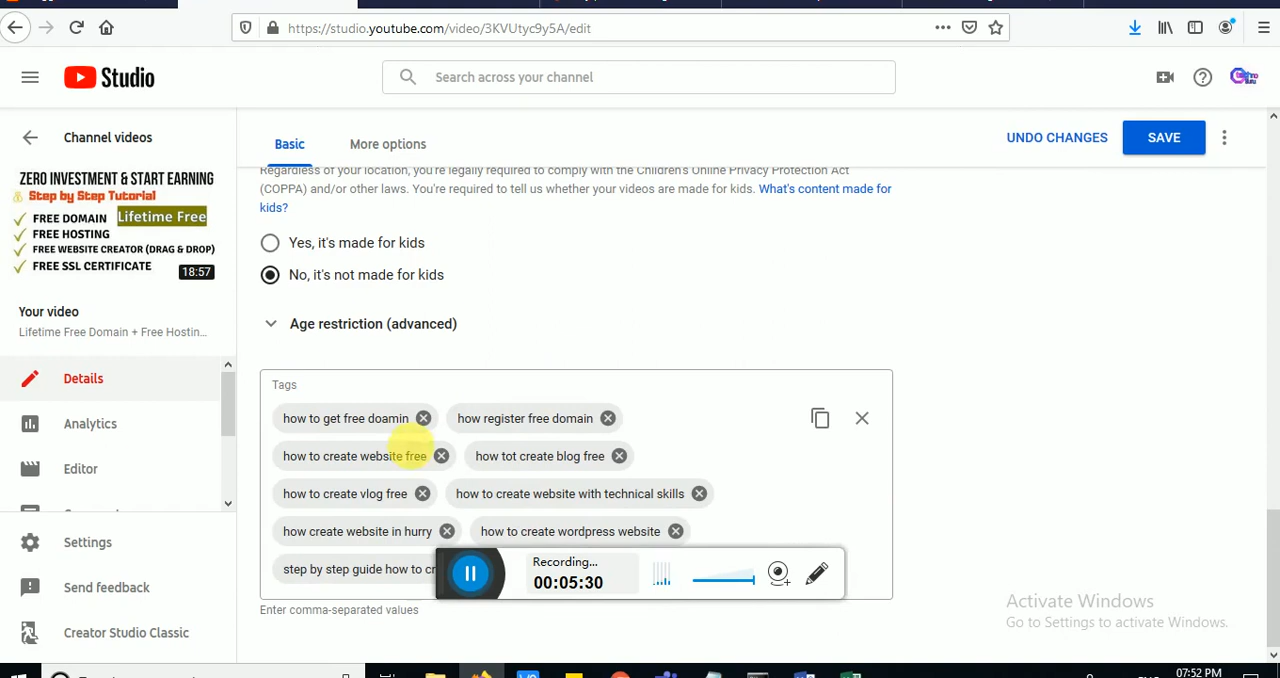 https://studio.youtube.com/video/3KVUtyc9y5A/edit
Studio
Search across your channel
Channel videos
Basic
More options
UNDO CHANGES
SAVE
ZERO INVESTMENT & START EARNING
Step by Step Tutorial
FREE DOMAIN
Lifetime Free
FREE HOSTING
FREE WEBSITE CREATOR (DRAG & DROP)
FREE SSL CERTIFICATE
18:57
Your video
Lifetime Free Domain + Free Hostin...
Details
Analytics
Editor
Settings
Send feedback
Creator Studio Classic
Regardless of your location, you're legally required to comply with the Children's Online Privacy Protection Act
(COPPA) and/or other laws. You're required to tell us whether your videos are made for kids. What's content made for
kids?
Yes, it's made for kids
No, it's not made for kids
Age restriction (advanced)
Tags
how to get free doamin
how register free domain
how to create website free
how tot create blog free
how to create vlog free
how to create website with technical skills
how create website in hurry
how to create wordpress website
step by step guide how to cr
Recording...
00:05:30
Enter comma-separated values
Activate Windows
Go to Settings to activate Windows.
07:52 PM